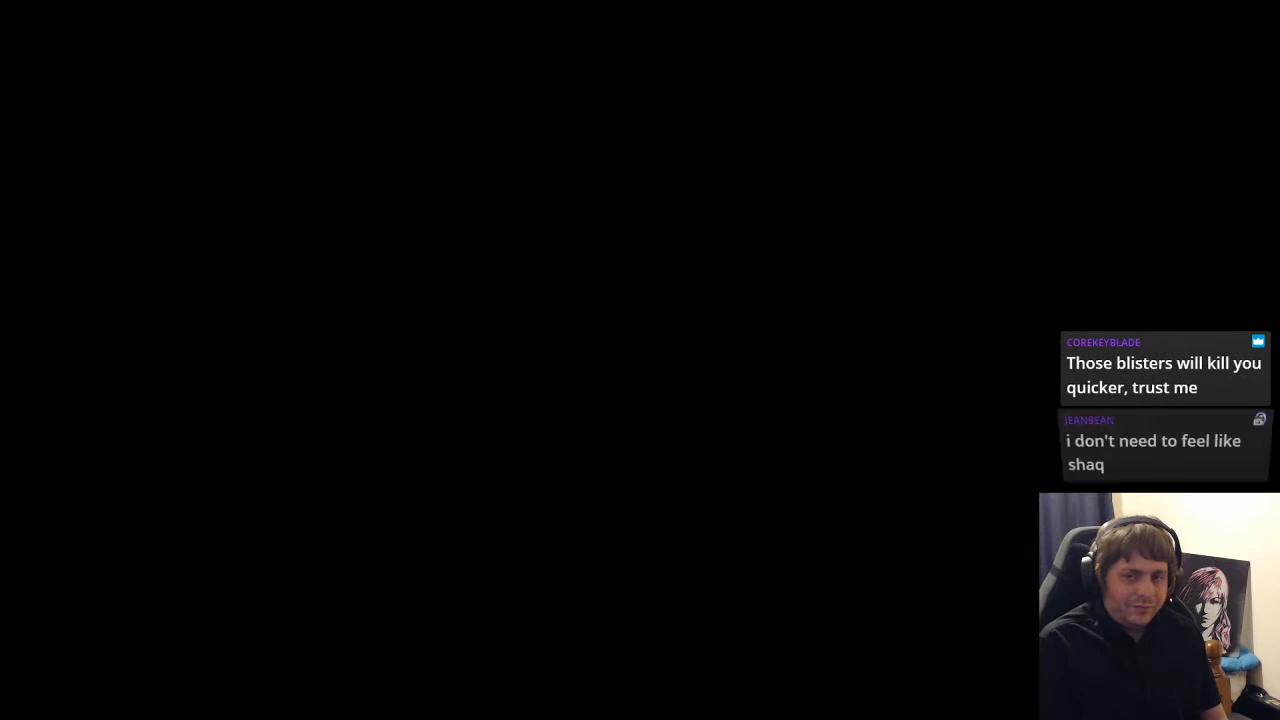 COREKEYBLADE
Those blisters will kill you
quicker, trust me
JEANBEAN
i don't need to feel like
shaq